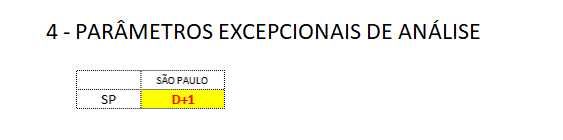 4 - PARÂMETROS EXCEPCIONAIS DE ANÁLISE
SÃO PAULO
SP D+1